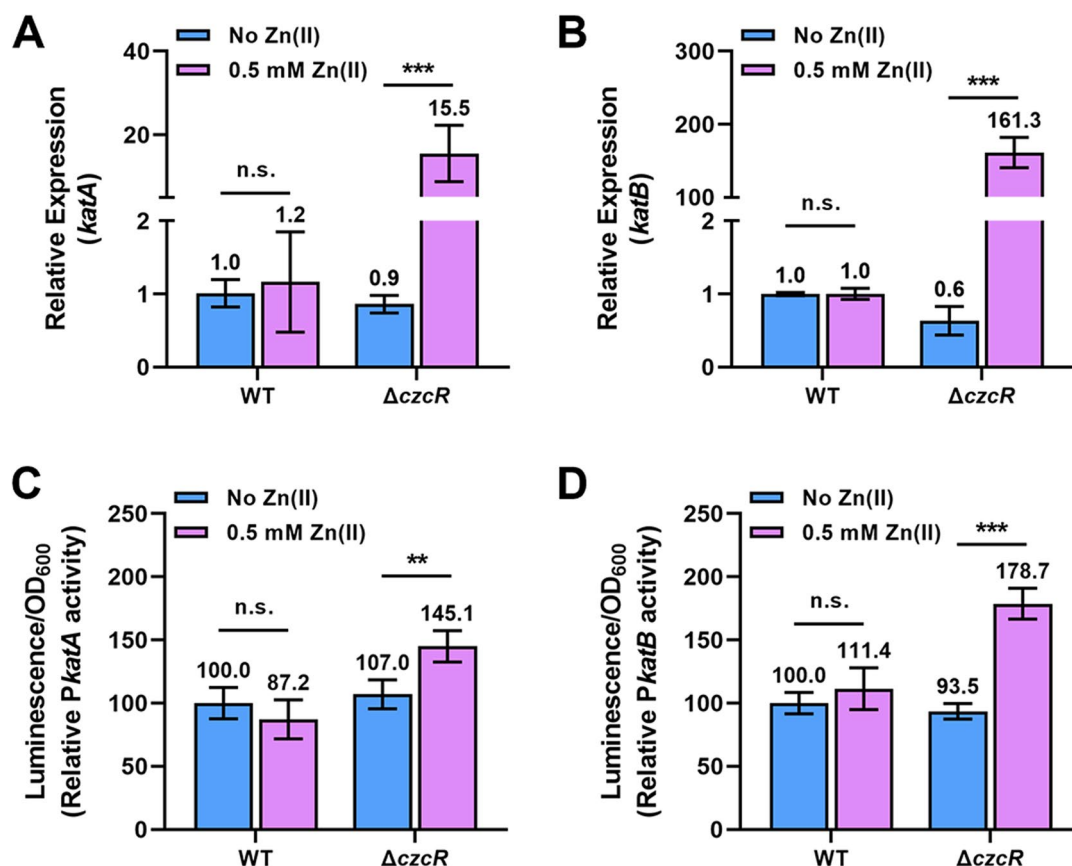 A
No Zn(II)
0.5 mM Zn(II)
Relative Expression
(katA)
20
2
1
0
n.s.
***
1.0
1.2
0.9
15.5
WT
ΔczcR
B
No Zn(II)
0.5 mM Zn(II)
Relative Expression
(katB)
300
200
100
2
1
0
n.s.
***
1.0
1.0
0.6
161.3
WT
ΔczcR
C
No Zn(II)
0.5 mM Zn(II)
Luminescence/OD600
(Relative PkatA activity)
250
200
150
100
50
0
n.s.
**
100.0
87.2
107.0
145.1
WT
ΔczcR
D
No Zn(II)
0.5 mM Zn(II)
Luminescence/OD600
(Relative PkatB activity)
250
200
150
100
50
0
n.s.
***
100.0
111.4
93.5
178.7
WT
ΔczcR
40